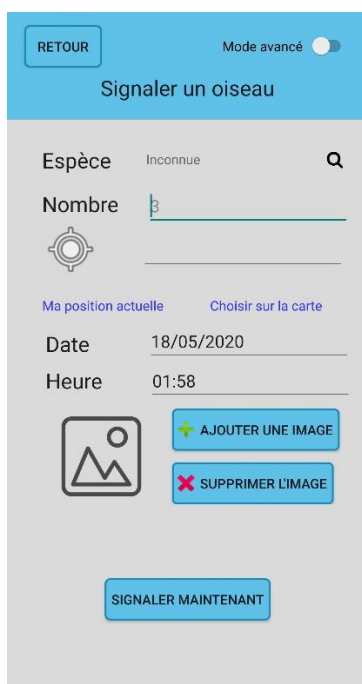 RETOUR Mode avancé
Signaler un oiseau
Espèce Inconnue
Nombre 3
Ma position actuelle Choisir sur la carte
Date 18/05/2020
Heure 01:58
AJOUTER UNE IMAGE
SUPPRIMER L'IMAGE
SIGNALER MAINTENANT